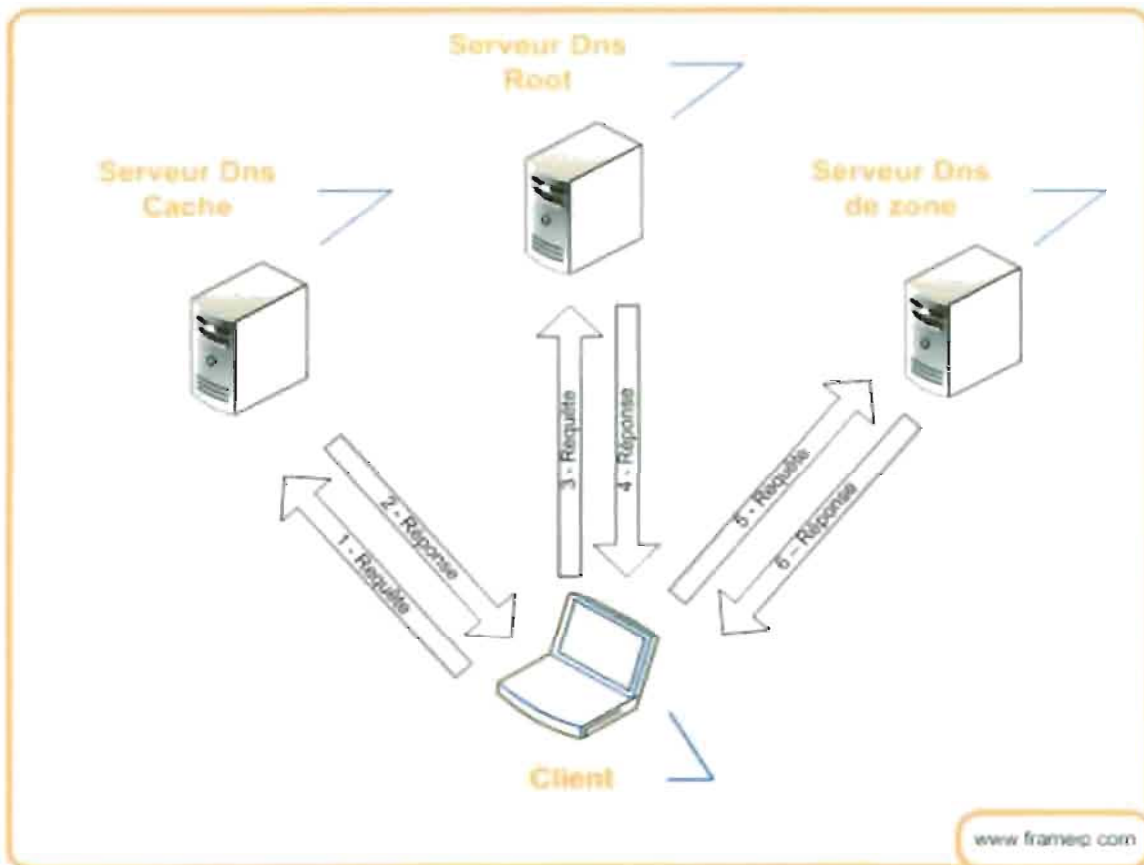 Serveur Dns
Root
Serveur Dns
Cache
Serveur Dns
de zone
1 - Requête
2 - Réponse
3 - Requête
4 - Réponse
5 - Requête
6 – Réponse
Client
www.frameip.com